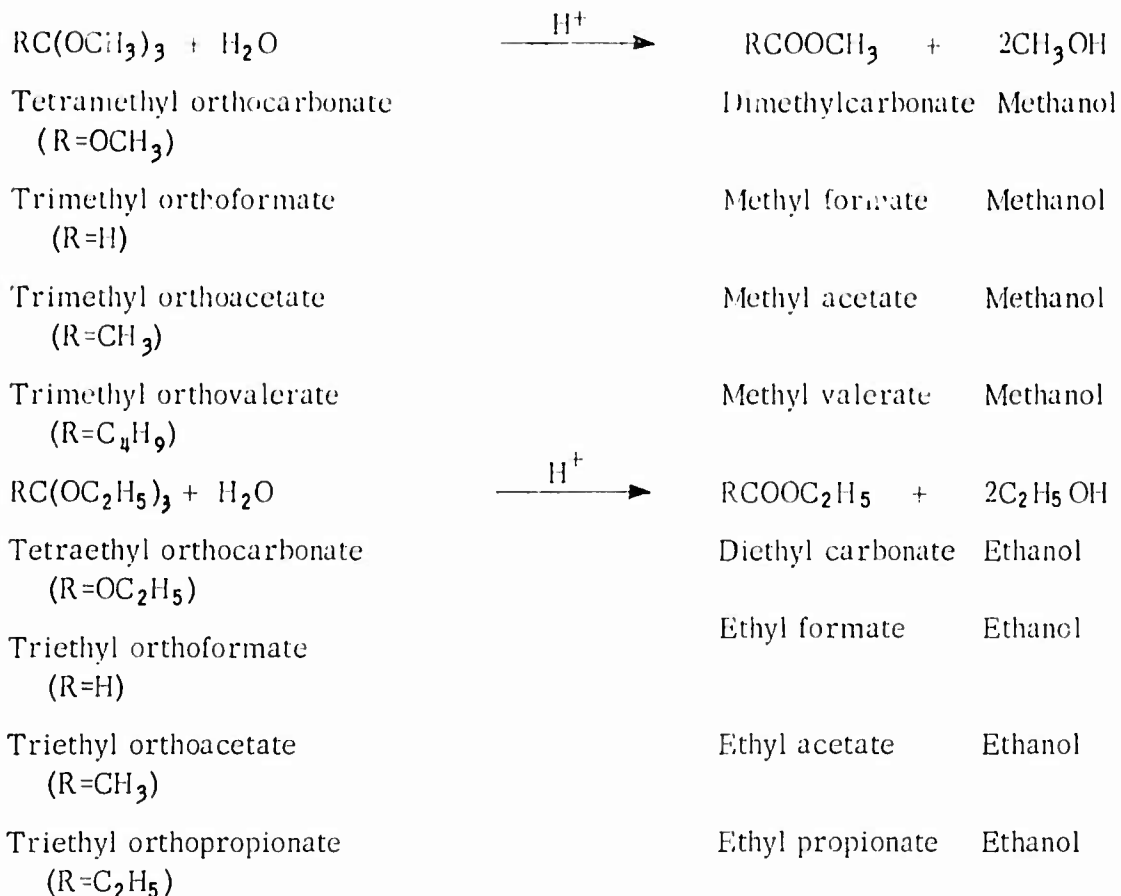 H⁺
RC(OCH₃)₃ + H₂O → RCOOCH₃ + 2CH₃OH
Tetramethyl orthocarbonate Dimethylcarbonate Methanol
(R=OCH₃)
Trimethyl orthoformate Methyl formate Methanol
(R=H)
Trimethyl orthoacetate Methyl acetate Methanol
(R=CH₃)
Trimethyl orthovalerate Methyl valerate Methanol
(R=C₄H₉)
H⁺
RC(OC₂H₅)₃ + H₂O → RCOOC₂H₅ + 2C₂H₅OH
Tetraethyl orthocarbonate Diethyl carbonate Ethanol
(R=OC₂H₅)
Ethyl formate Ethanol
Triethyl orthoformate
(R=H)
Triethyl orthoacetate Ethyl acetate Ethanol
(R=CH₃)
Triethyl orthopropionate Ethyl propionate Ethanol
(R=C₂H₅)